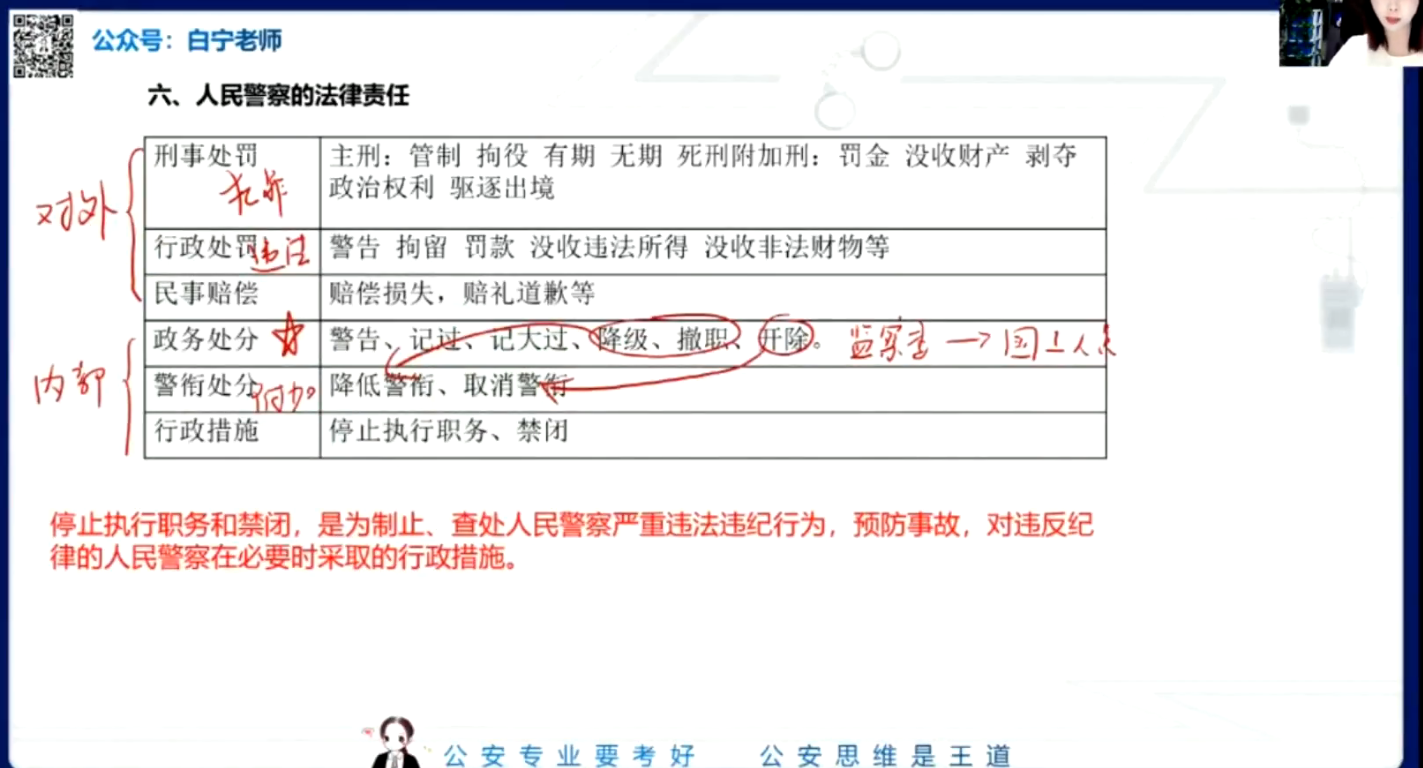 公众号：白宁老师
六、人民警察的法律责任
对外
刑事处罚
犯罪
主刑：管制 拘役 有期 无期 死刑附加刑：罚金 没收财产 剥夺
政治权利 驱逐出境
行政处罚
违法
警告 拘留 罚款 没收违法所得 没收非法财物等
民事赔偿
赔偿损失，赔礼道歉等
内部
政务处分
警告、记过、记大过、降级、撤职、开除。
监察委 → 国工人员
警衔处分
附加
降低警衔、取消警衔
行政措施
停止执行职务、禁闭
停止执行职务和禁闭，是为制止、查处人民警察严重违法违纪行为，预防事故，对违反纪
律的人民警察在必要时采取的行政措施。
公安专业要考好 公安思维是王道